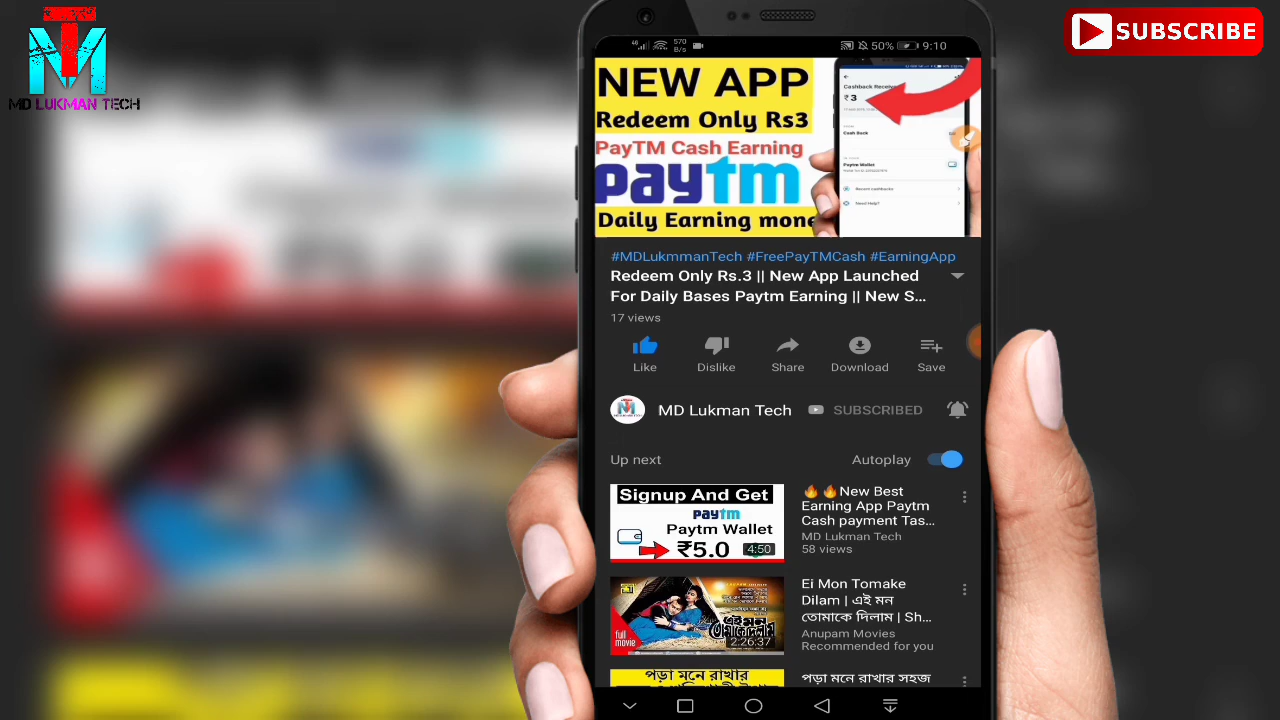 MD LUKMAN TECH
SUBSCRIBE
4G
570
B/s
50%
9:10
NEW APP
Redeem Only Rs3
PayTM Cash Earning
paytm
Daily Earning mone
₹3
Cash Back
Paytm Wallet
Recent cashbacks
Need Help?
#MDLukmmanTech #FreePayTMCash #EarningApp
Redeem Only Rs.3 || New App Launched
For Daily Bases Paytm Earning || New S...
17 views
Like
Dislike
Share
Download
Save
MD Lukman Tech
SUBSCRIBED
Up next
Autoplay
Signup And Get
paytm
Paytm Wallet
₹5.0
4:50
🔥🔥New Best
Earning App Paytm
Cash payment Tas...
MD Lukman Tech
58 views
full
movie
এই মন
তোমাকে দিলাম
2:26:37
Ei Mon Tomake
Dilam | এই মন
তোমাকে দিলাম | Sh...
Anupam Movies
Recommended for you
পড়া মনে রাখার
পড়া মনে রাখার সহজ